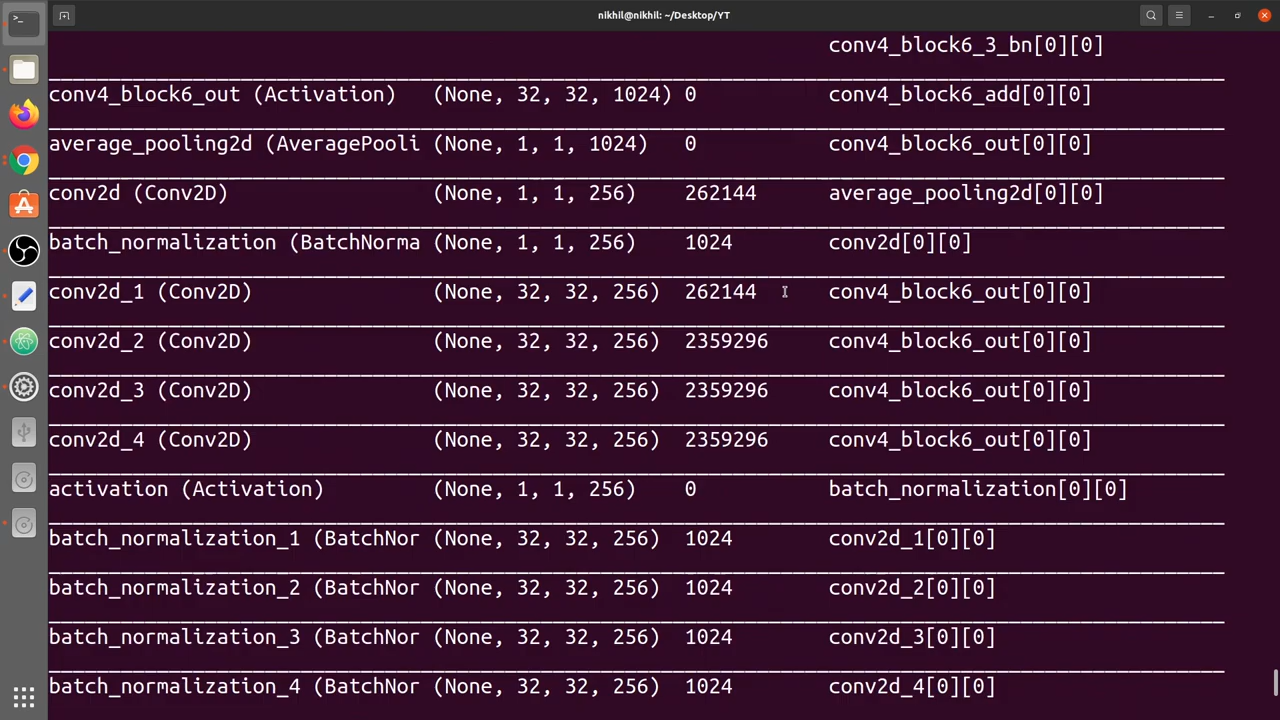 nikhil@nikhil: ~/Desktop/YT
conv4_block6_3_bn[0][0]
conv4_block6_out (Activation) (None, 32, 32, 1024) 0 conv4_block6_add[0][0]
average_pooling2d (AveragePooli (None, 1, 1, 1024) 0 conv4_block6_out[0][0]
conv2d (Conv2D) (None, 1, 1, 256) 262144 average_pooling2d[0][0]
batch_normalization (BatchNorma (None, 1, 1, 256) 1024 conv2d[0][0]
conv2d_1 (Conv2D) (None, 32, 32, 256) 262144 conv4_block6_out[0][0]
conv2d_2 (Conv2D) (None, 32, 32, 256) 2359296 conv4_block6_out[0][0]
conv2d_3 (Conv2D) (None, 32, 32, 256) 2359296 conv4_block6_out[0][0]
conv2d_4 (Conv2D) (None, 32, 32, 256) 2359296 conv4_block6_out[0][0]
activation (Activation) (None, 1, 1, 256) 0 batch_normalization[0][0]
batch_normalization_1 (BatchNor (None, 32, 32, 256) 1024 conv2d_1[0][0]
batch_normalization_2 (BatchNor (None, 32, 32, 256) 1024 conv2d_2[0][0]
batch_normalization_3 (BatchNor (None, 32, 32, 256) 1024 conv2d_3[0][0]
batch_normalization_4 (BatchNor (None, 32, 32, 256) 1024 conv2d_4[0][0]